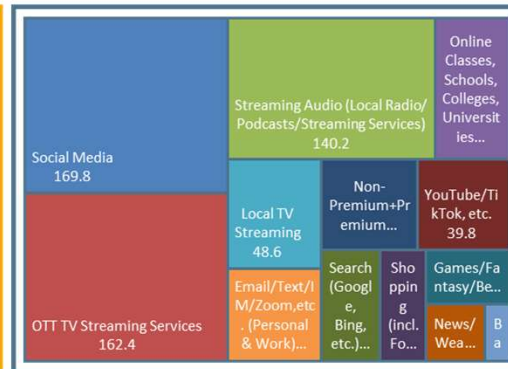 Social Media
169.8
OTT TV Streaming Services
162.4
Streaming Audio (Local Radio/
Podcasts/Streaming Services)
140.2
Online
Classes,
Schools,
Colleges,
Universit
ies...
Local TV
Streaming
48.6
Non-
Premium+Pr
emium...
YouTube/Ti
kTok, etc.
39.8
Email/Text/I
M/Zoom,etc
. (Personal
& Work)...
Search
(Googl
e,
Bing,
etc.)...
Sho
ppin
g
(incl.
Fo...
Games/Fa
ntasy/Be...
News/
Wea...
B
a